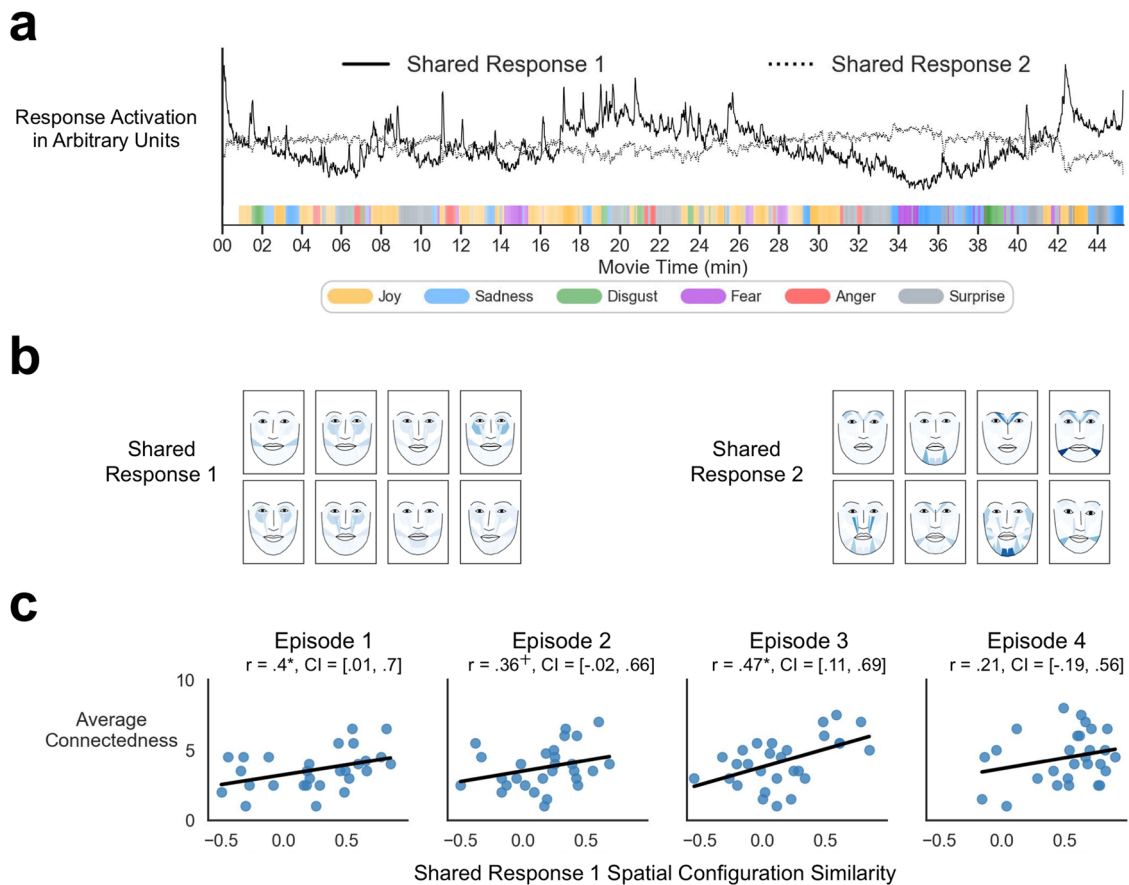 a
Shared Response 1
Shared Response 2
Response Activation
in Arbitrary Units
00 02 04 06 08 10 12 14 16 18 20 22 24 26 28 30 32 34 36 38 40 42 44
Movie Time (min)
Joy Sadness Disgust Fear Anger Surprise
b
Shared
Response 1
Shared
Response 2
c
Episode 1
r = .4*, CI = [.01, .7]
Episode 2
r = .36+, CI = [-.02, .66]
Episode 3
r = .47*, CI = [.11, .69]
Episode 4
r = .21, CI = [-.19, .56]
Average
Connectedness
10
5
0
−0.5 0.0 0.5
−0.5 0.0 0.5
−0.5 0.0 0.5
−0.5 0.0 0.5
Shared Response 1 Spatial Configuration Similarity